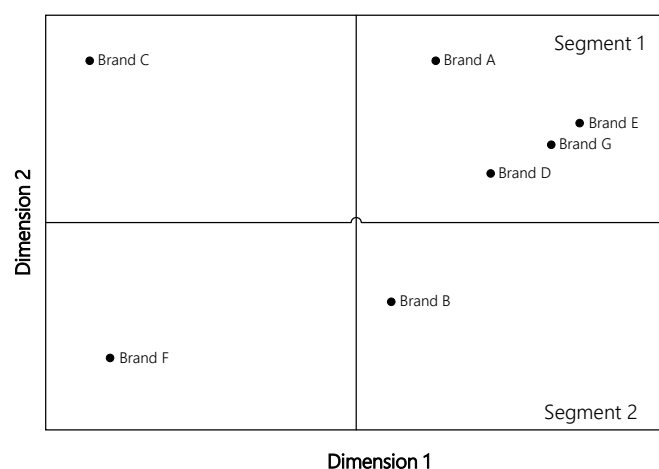 Segment 1
Brand C
Brand A
Brand E
Brand G
Brand D
Dimension 2
Brand B
Brand F
Segment 2
Dimension 1